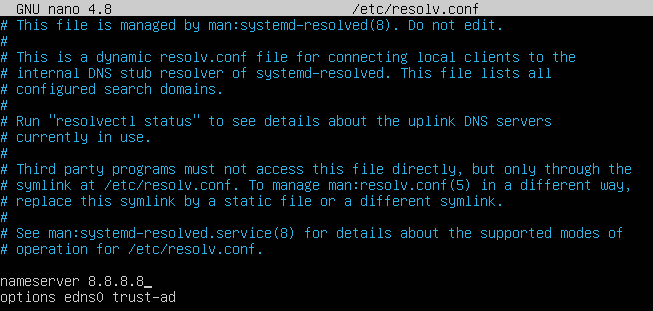 GNU nano 4.8 /etc/resolv.conf
# This file is managed by man:systemd-resolved(8). Do not edit.
#
# This is a dynamic resolv.conf file for connecting local clients to the
# internal DNS stub resolver of systemd-resolved. This file lists all
# configured search domains.
#
# Run "resolvectl status" to see details about the uplink DNS servers
# currently in use.
#
# Third party programs must not access this file directly, but only through the
# symlink at /etc/resolv.conf. To manage man:resolv.conf(5) in a different way,
# replace this symlink by a static file or a different symlink.
#
# See man:systemd-resolved.service(8) for details about the supported modes of
# operation for /etc/resolv.conf.

nameserver 8.8.8.8_
options edns0 trust-ad